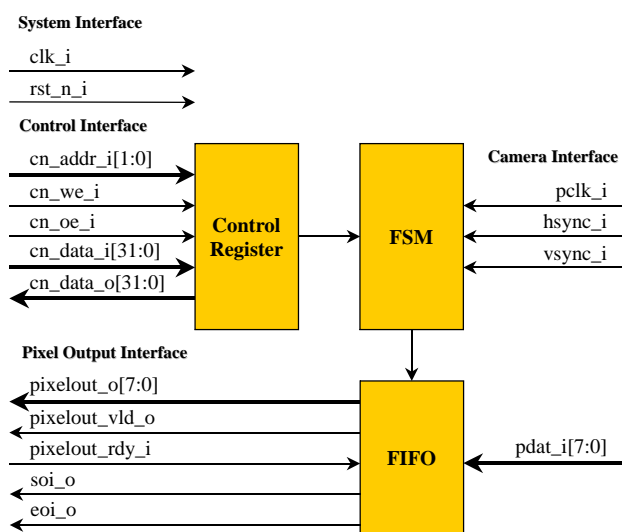 System Interface
clk_i
rst_n_i
Control Interface
cn_addr_i[1:0]
cn_we_i
cn_oe_i
cn_data_i[31:0]
cn_data_o[31:0]
Control
Register
FSM
Camera Interface
pclk_i
hsync_i
vsync_i
Pixel Output Interface
pixelout_o[7:0]
pixelout_vld_o
pixelout_rdy_i
soi_o
eoi_o
FIFO
pdat_i[7:0]